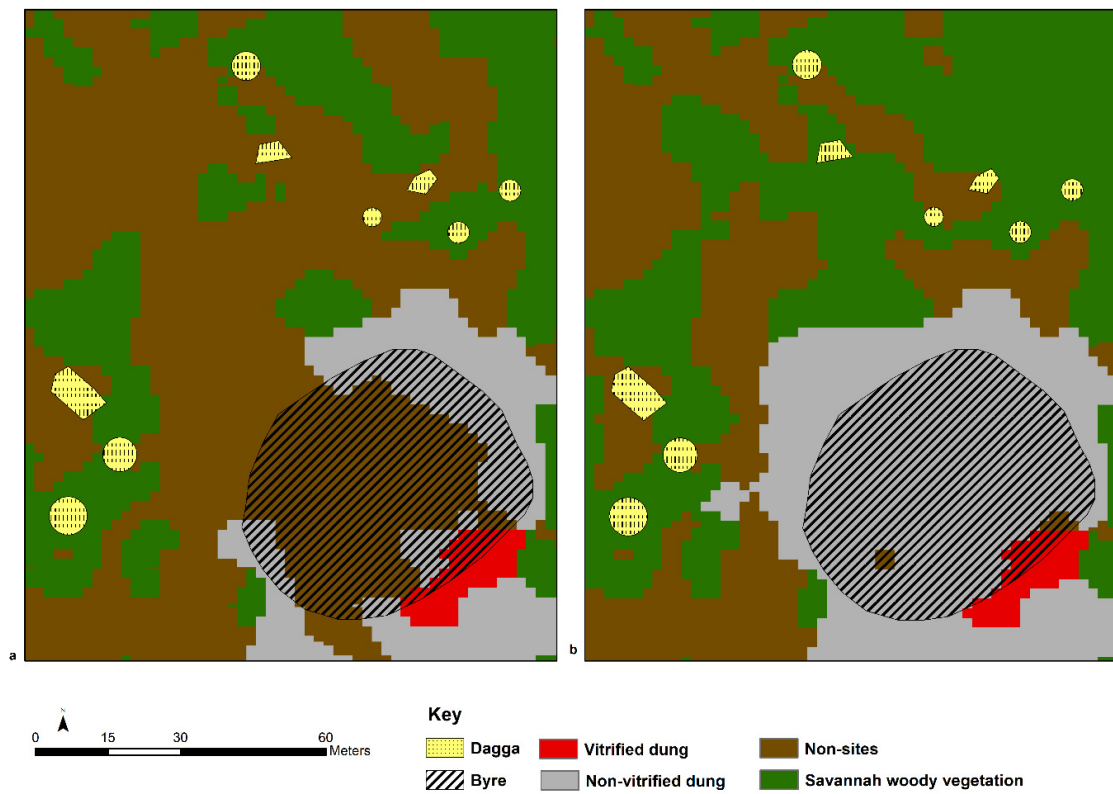 a
b
N
0 15 30 60
Meters
Key
Dagga Vitrified dung Non-sites
Byre Non-vitrified dung Savannah woody vegetation